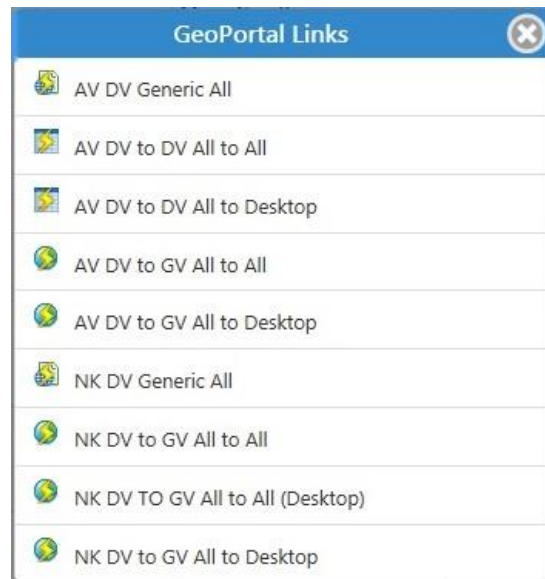 GeoPortal Links
AV DV Generic All
AV DV to DV All to All
AV DV to DV All to Desktop
AV DV to GV All to All
AV DV to GV All to Desktop
NK DV Generic All
NK DV to GV All to All
NK DV TO GV All to All (Desktop)
NK DV to GV All to Desktop